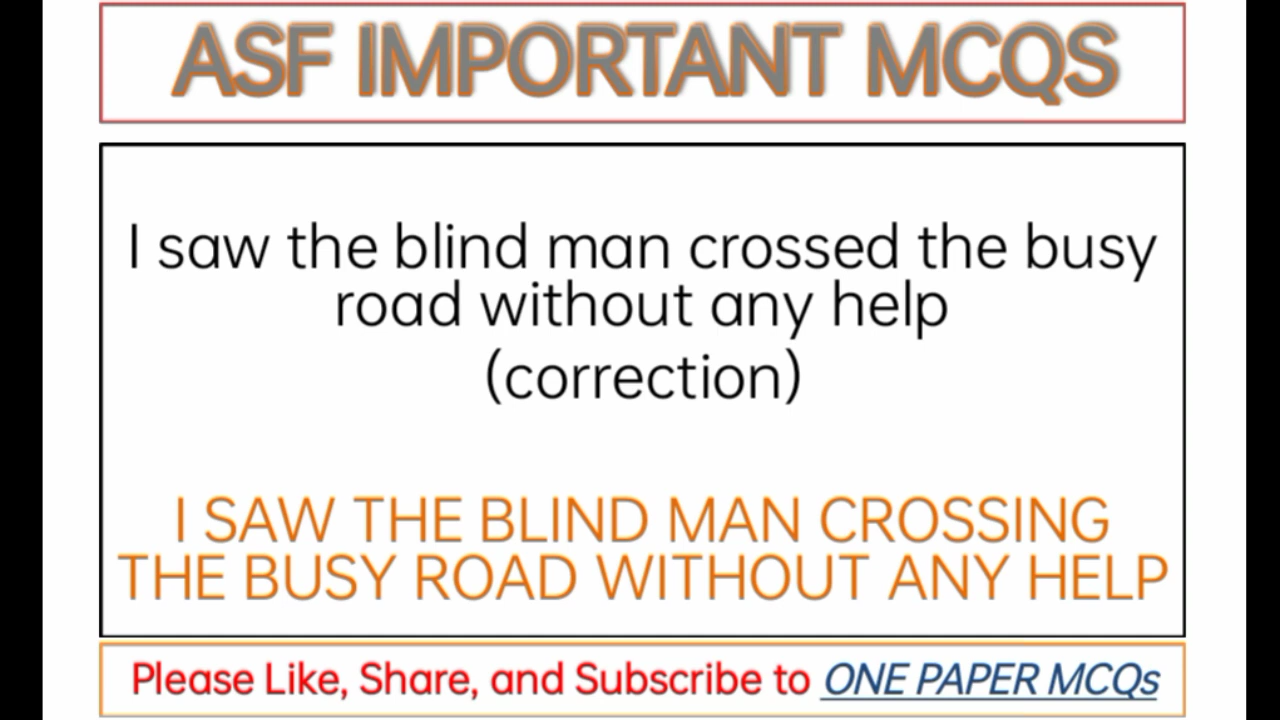 ASF IMPORTANT MCQS
I saw the blind man crossed the busy
road without any help
(correction)
I SAW THE BLIND MAN CROSSING
THE BUSY ROAD WITHOUT ANY HELP
Please Like, Share, and Subscribe to ONE PAPER MCQs